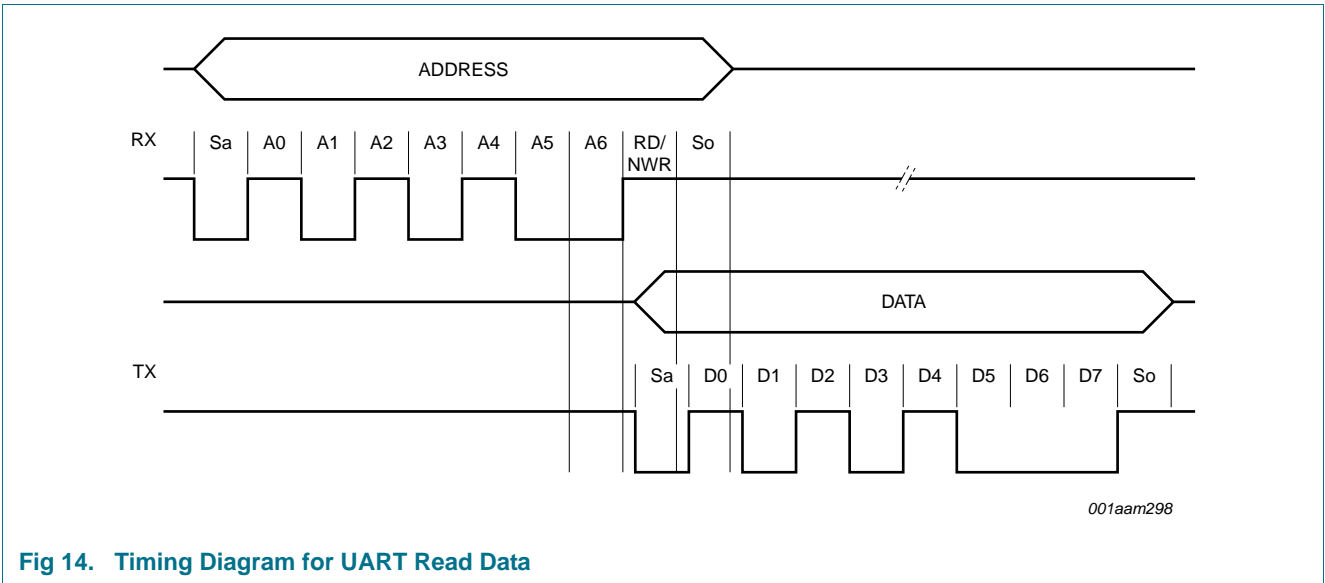 ADDRESS
RX Sa A0 A1 A2 A3 A4 A5 A6 RD/ So
NWR
DATA
TX
Sa D0 D1 D2 D3 D4 D5 D6 D7 So
001aam298
Fig 14. Timing Diagram for UART Read Data